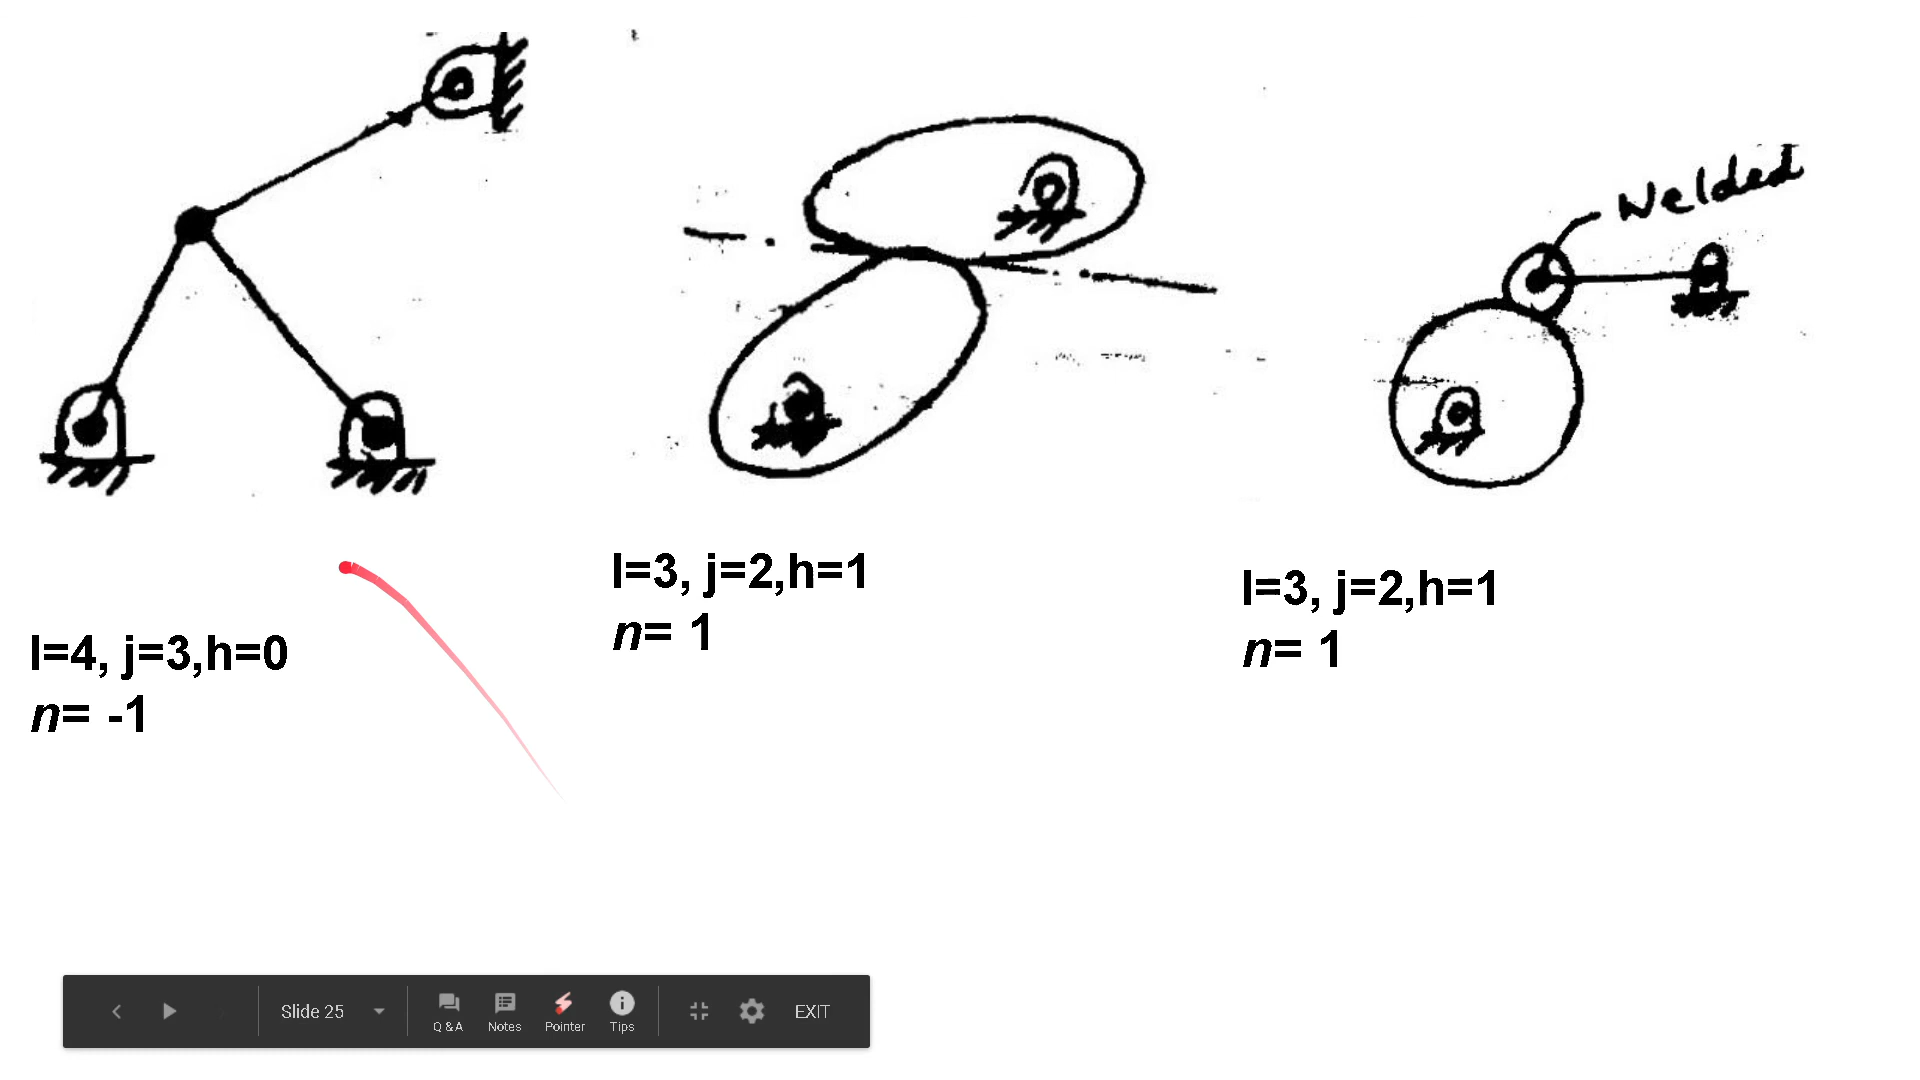 Welded
l=3, j=2,h=1
n= 1
l=3, j=2,h=1
n= 1
l=4, j=3,h=0
n= -1
Slide 25
Q & A
Notes
Pointer
Tips
EXIT